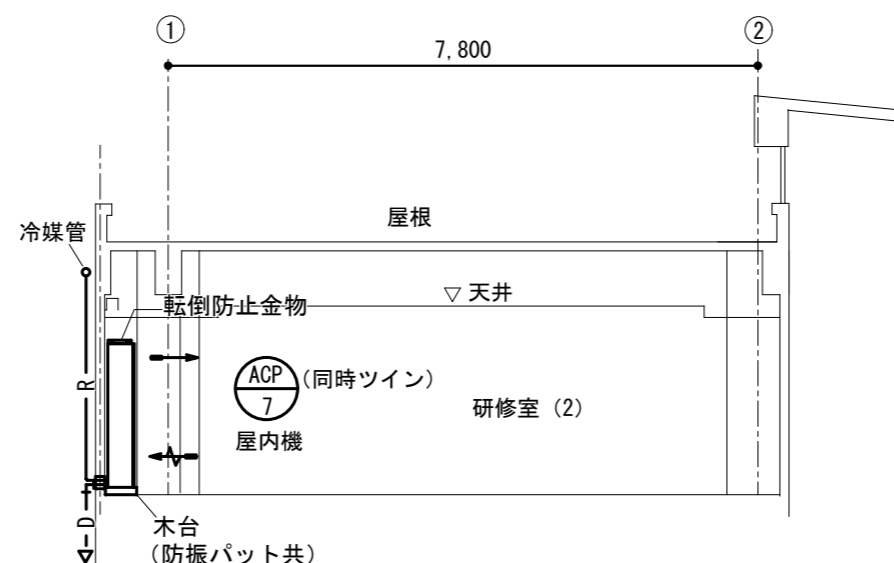 ① ②
7,800
屋根
冷媒管
▽ 天井
転倒防止金物
R
ACP
7
(同時ツイン)
研修室 (2)
屋内機
D
木台
(防振パット共)